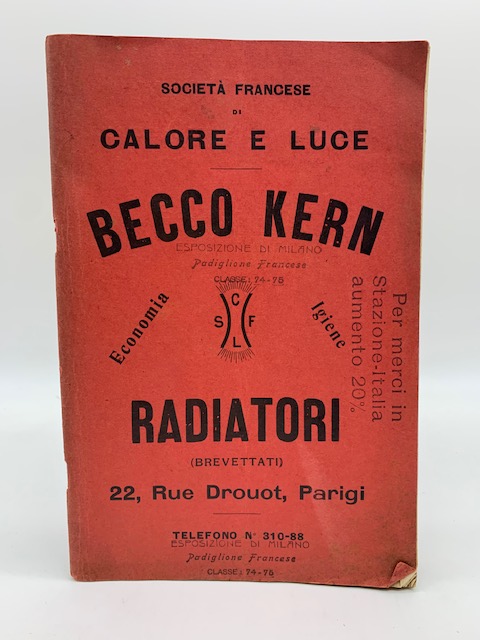 SOCIETÀ FRANCESE
DI
CALORE E LUCE
BECCO KERN
ESPOSIZIONE DI MILANO
Padiglione Francese
CLASSE: 74-75
Economia
C
S F
L
Igiene
Per merci in
Stazione-Italia
aumento 20%
RADIATORI
(BREVETTATI)
22, Rue Drouot, Parigi
TELEFONO N° 310-88
ESPOSIZIONE DI MILANO
Padiglione Francese
CLASSE: 74-75